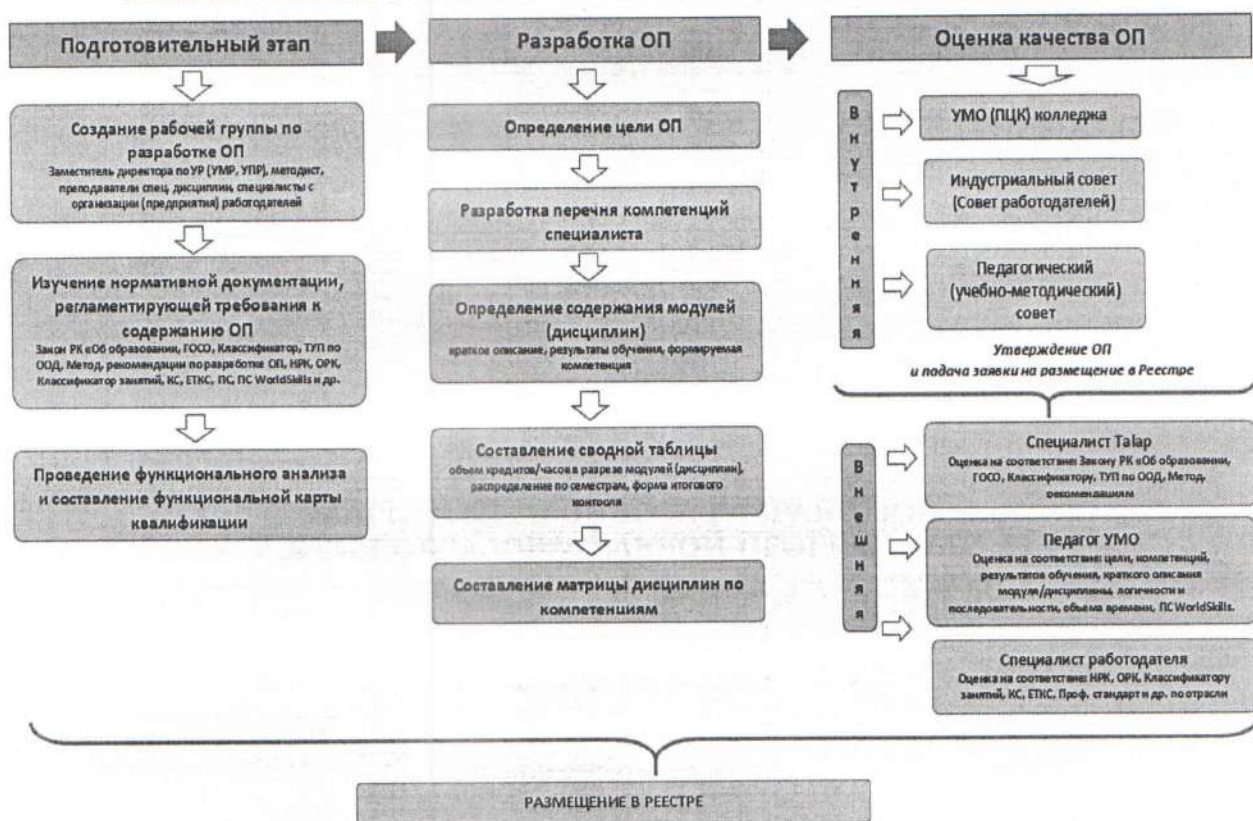 Подготовительный этап
Создание рабочей группы по
разработке ОП
Заместитель директора по УР (УМР, УПР), методист,
преподаватели спец. дисциплин, специалисты с
организации (предприятия) работодателей
Изучение нормативной документации,
регламентирующей требования к
содержанию ОП
Закон РК «Об образовании, ГОСО, Классификатор, ТУП по
ООД, Метод. рекомендации по разработке ОП, НРК, ОРК,
Классификатор занятий, КС, ЕТКС, ПС, ПС WorldSkills и др.
Проведение функционального анализа
и составление функциональной карты
квалификации
Разработка ОП
Определение цели ОП
Разработка перечня компетенций
специалиста
Определение содержания модулей
(дисциплин)
краткое описание, результаты обучения, формируемая
компетенция
Составление сводной таблицы
объем кредитов/часов в разрезе модулей (дисциплин),
распределение по семестрам, форма итогового
контроля
Составление матрицы дисциплин по
компетенциям
Оценка качества ОП
Внутренняя
УМО (ПЦК) колледжа
Индустриальный совет
(Совет работодателей)
Педагогический
(учебно-методический)
совет
Утверждение ОП
и подача заявки на размещение в Реестре
Внешняя
Специалист Talap
Оценка на соответствие: Закону РК «Об образовании,
ГОСО, Классификатору, ТУП по ООД, Метод.
рекомендациям
Педагог УМО
Оценка на соответствие: цели, компетенций,
результатов обучения, краткого описания
модуля/дисциплины, логичности и
последовательности, объема времени, ПС WorldSkills.
Специалист работодателя
Оценка на соответствие: НРК, ОРК, Классификатору
занятий, КС, ЕТКС, Проф. стандарт и др. по отрасли
РАЗМЕЩЕНИЕ В РЕЕСТРЕ